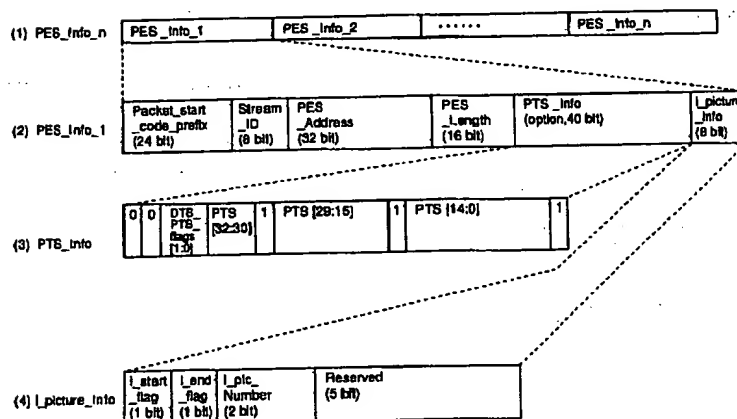 (1) PES_Info_n
PES_Info_1
PES_Info_2
......
PES_Info_n
(2) PES_Info_1
Packet_start
_code_prefix
(24 bit)
Stream
_ID
(8 bit)
PES
_Address
(32 bit)
PES
_Length
(16 bit)
PTS_Info
(option,40 bit)
I_picture
_Info
(8 bit)
(3) PTS_Info
0
0
DTS_
PTS_
flags
[1:0]
PTS
[32:30]
1
PTS [29:15]
1
PTS [14:0]
1
(4) I_picture_Info
I_start
_flag
(1 bit)
I_end
_flag
(1 bit)
I_pic_
Number
(2 bit)
Reserved
(5 bit)